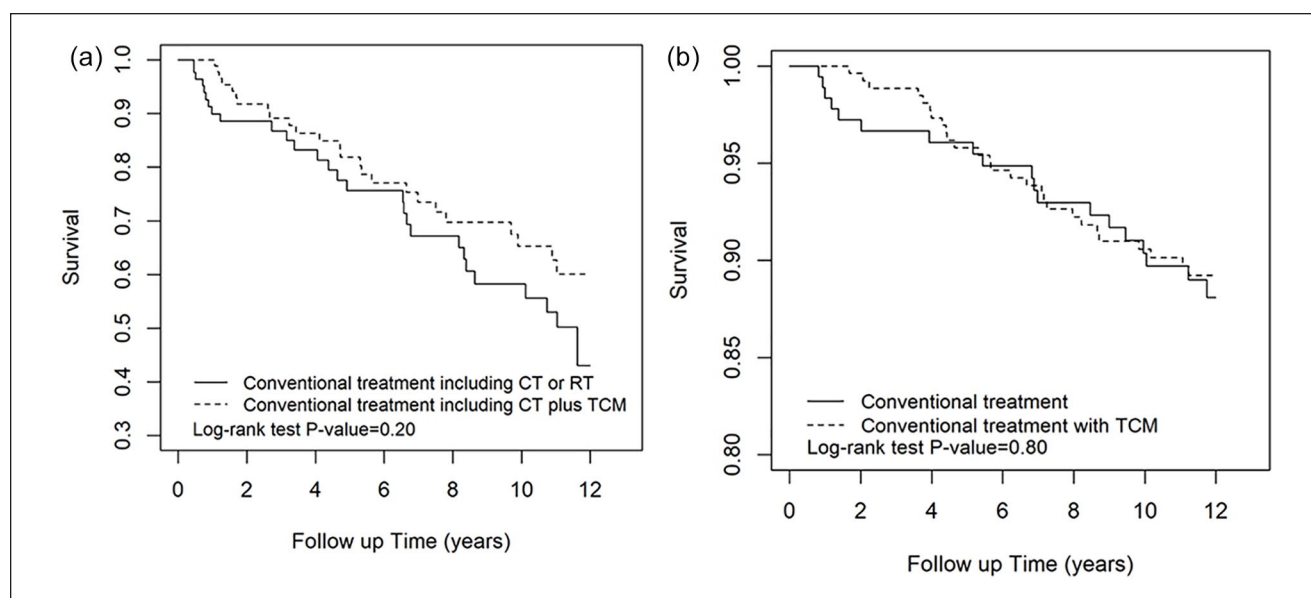 (a)
Survival
1.0
0.9
0.8
0.7
0.6
0.5
0.4
0.3
Conventional treatment including CT or RT
Conventional treatment including CT plus TCM
Log-rank test P-value=0.20
0 2 4 6 8 10 12
Follow up Time (years)
(b)
Survival
1.00
0.95
0.90
0.85
0.80
Conventional treatment
Conventional treatment with TCM
Log-rank test P-value=0.80
0 2 4 6 8 10 12
Follow up Time (years)